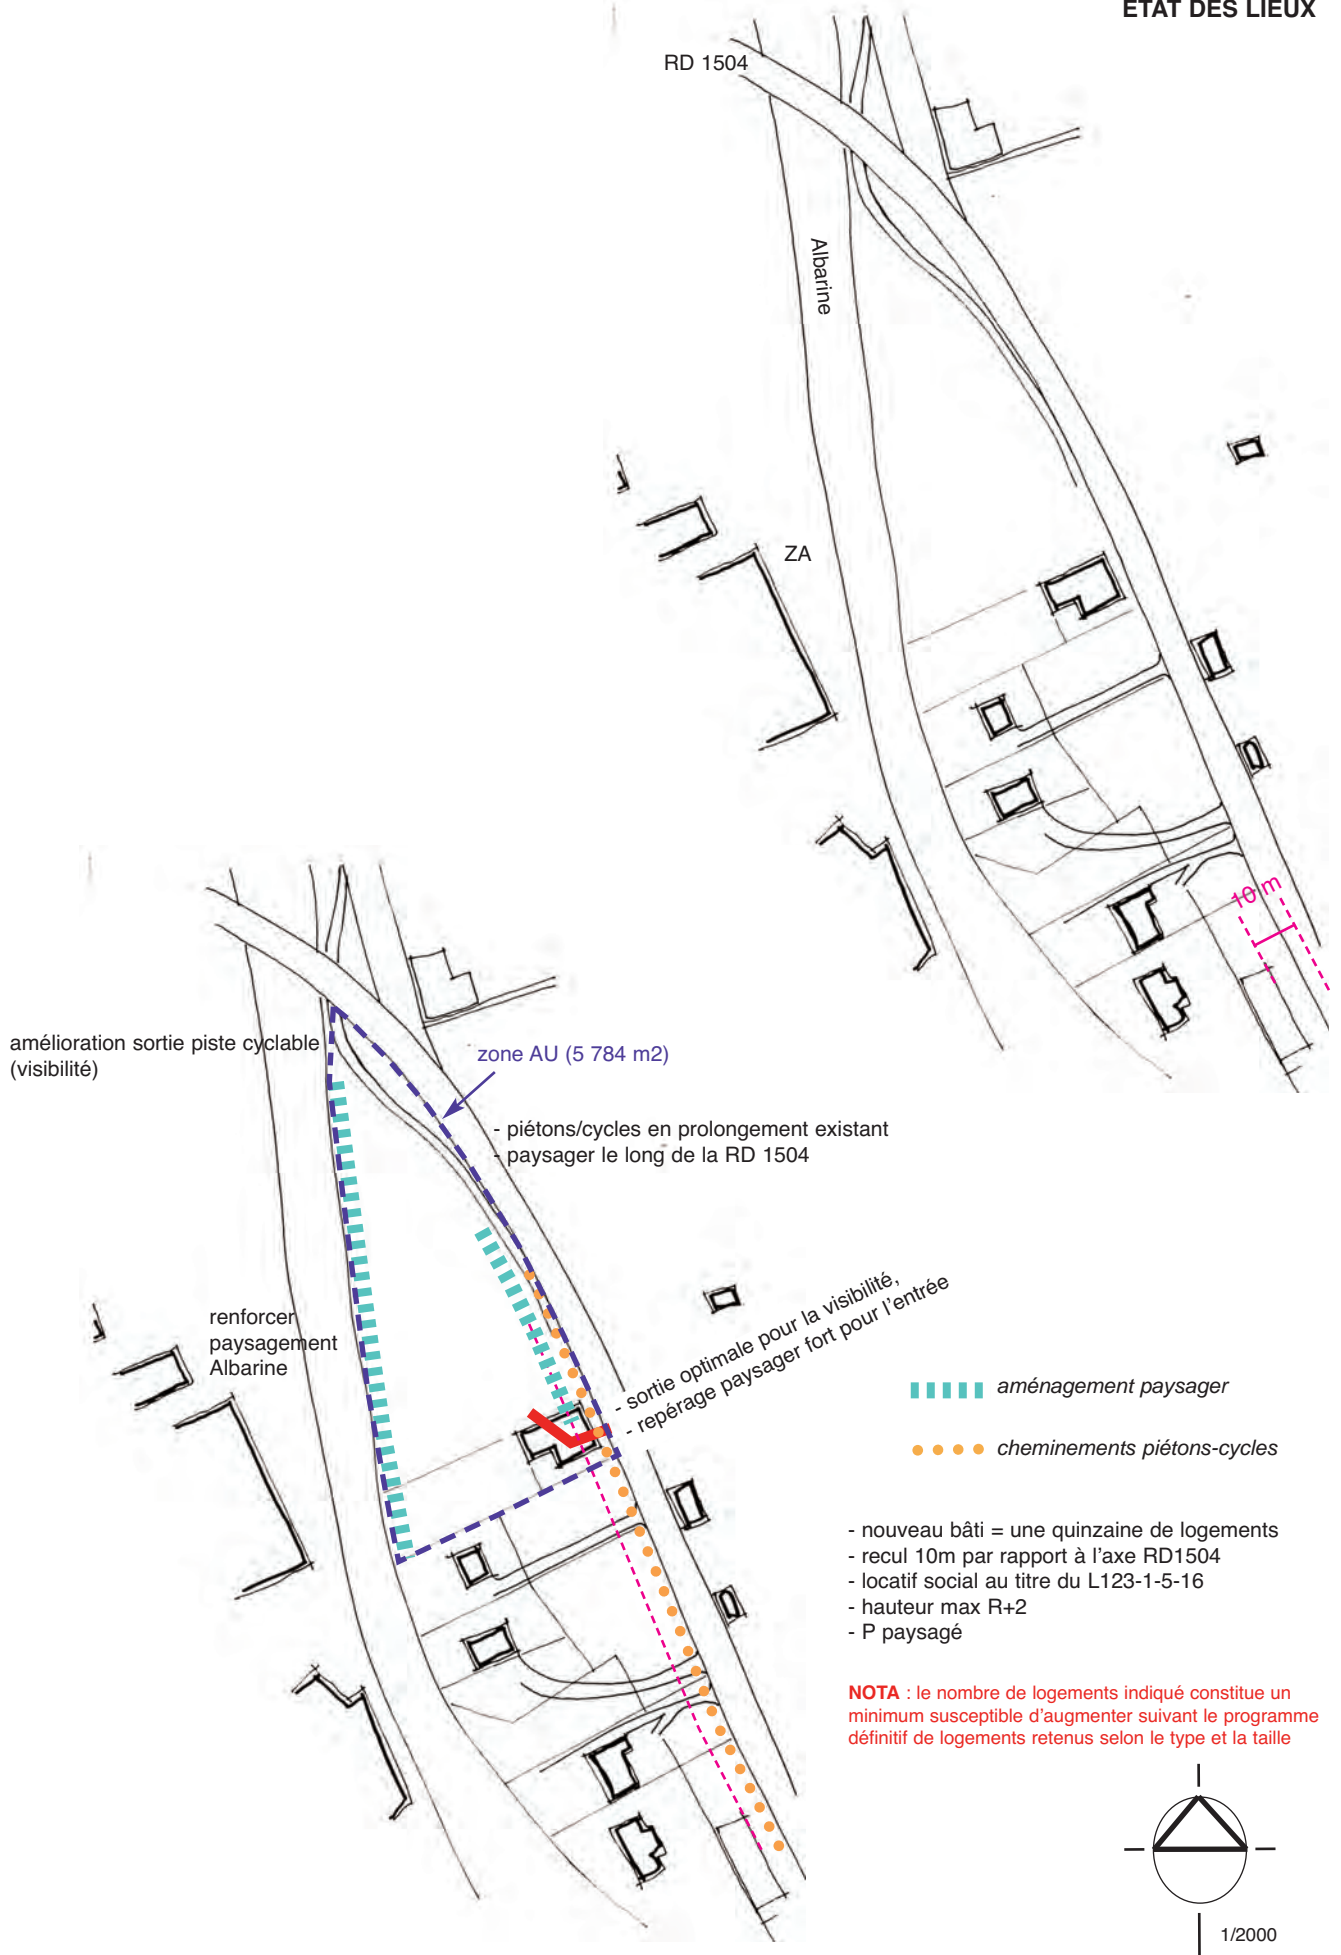 ETAT DES LIEUX
RD 1504
Albarine
ZA
10 m
amélioration sortie piste cyclable
(visibilité)
zone AU (5 784 m2)
- piétons/cycles en prolongement existant
- paysager le long de la RD 1504
renforcer
paysagement
Albarine
- sortie optimale pour la visibilité,
- repérage paysager fort pour l'entrée
aménagement paysager
cheminements piétons-cycles
- nouveau bâti = une quinzaine de logements
- recul 10m par rapport à l'axe RD1504
- locatif social au titre du L123-1-5-16
- hauteur max R+2
- P paysagé
NOTA : le nombre de logements indiqué constitue un
minimum susceptible d'augmenter suivant le programme
définitif de logements retenus selon le type et la taille
1/2000